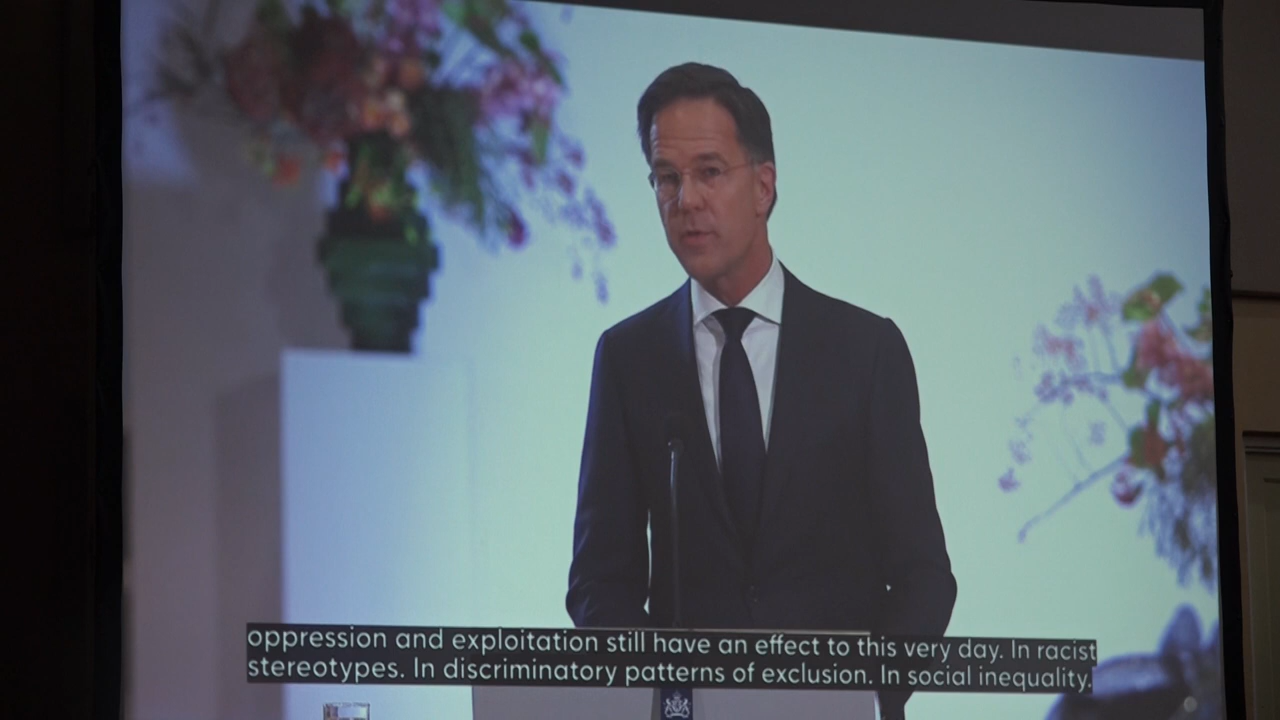 oppression and exploitation still have an effect to this very day. In racist
stereotypes. In discriminatory patterns of exclusion. In social inequality.